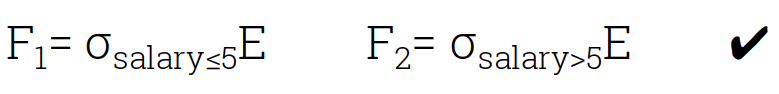 F₁= σsalary≤5E F₂= σsalary>5E ✔